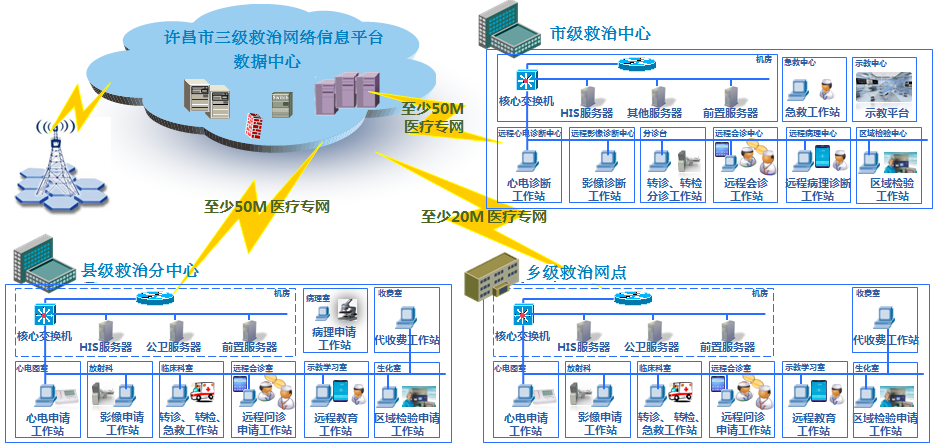 许昌市三级救治网络信息平台
数据中心
至少50M
医疗专网
至少50M 医疗专网
至少20M 医疗专网
市级救治中心
机房
核心交换机
HIS服务器
其他服务器
前置服务器
急救中心
急救工作站
示教中心
示教平台
远程心电诊断中心
心电诊断
工作站
远程影像诊断中心
影像诊断
工作站
分诊台
转诊、转检
分诊工作站
远程会诊中心
远程会诊
工作站
远程病理中心
远程病理诊断
工作站
区域检验中心
区域检验
工作站
县级救治分中心
机房
核心交换机
HIS服务器
公卫服务器
前置服务器
病理室
病理申请
工作站
收费室
代收费工作站
心电图室
心电申请
工作站
放射科
影像申请
工作站
临床科室
转诊、转检、
急救工作站
远程会诊室
远程问诊
申请工作站
示教学习室
远程教育
工作站
生化室
区域检验申请
工作站
乡级救治网点
机房
核心交换机
HIS服务器
公卫服务器
前置服务器
收费室
代收费工作站
心电图室
心电申请
工作站
放射科
影像申请
工作站
临床科室
转诊、转检、
急救工作站
远程会诊室
远程问诊
申请工作站
示教学习室
远程教育
工作站
生化室
区域检验申请
工作站